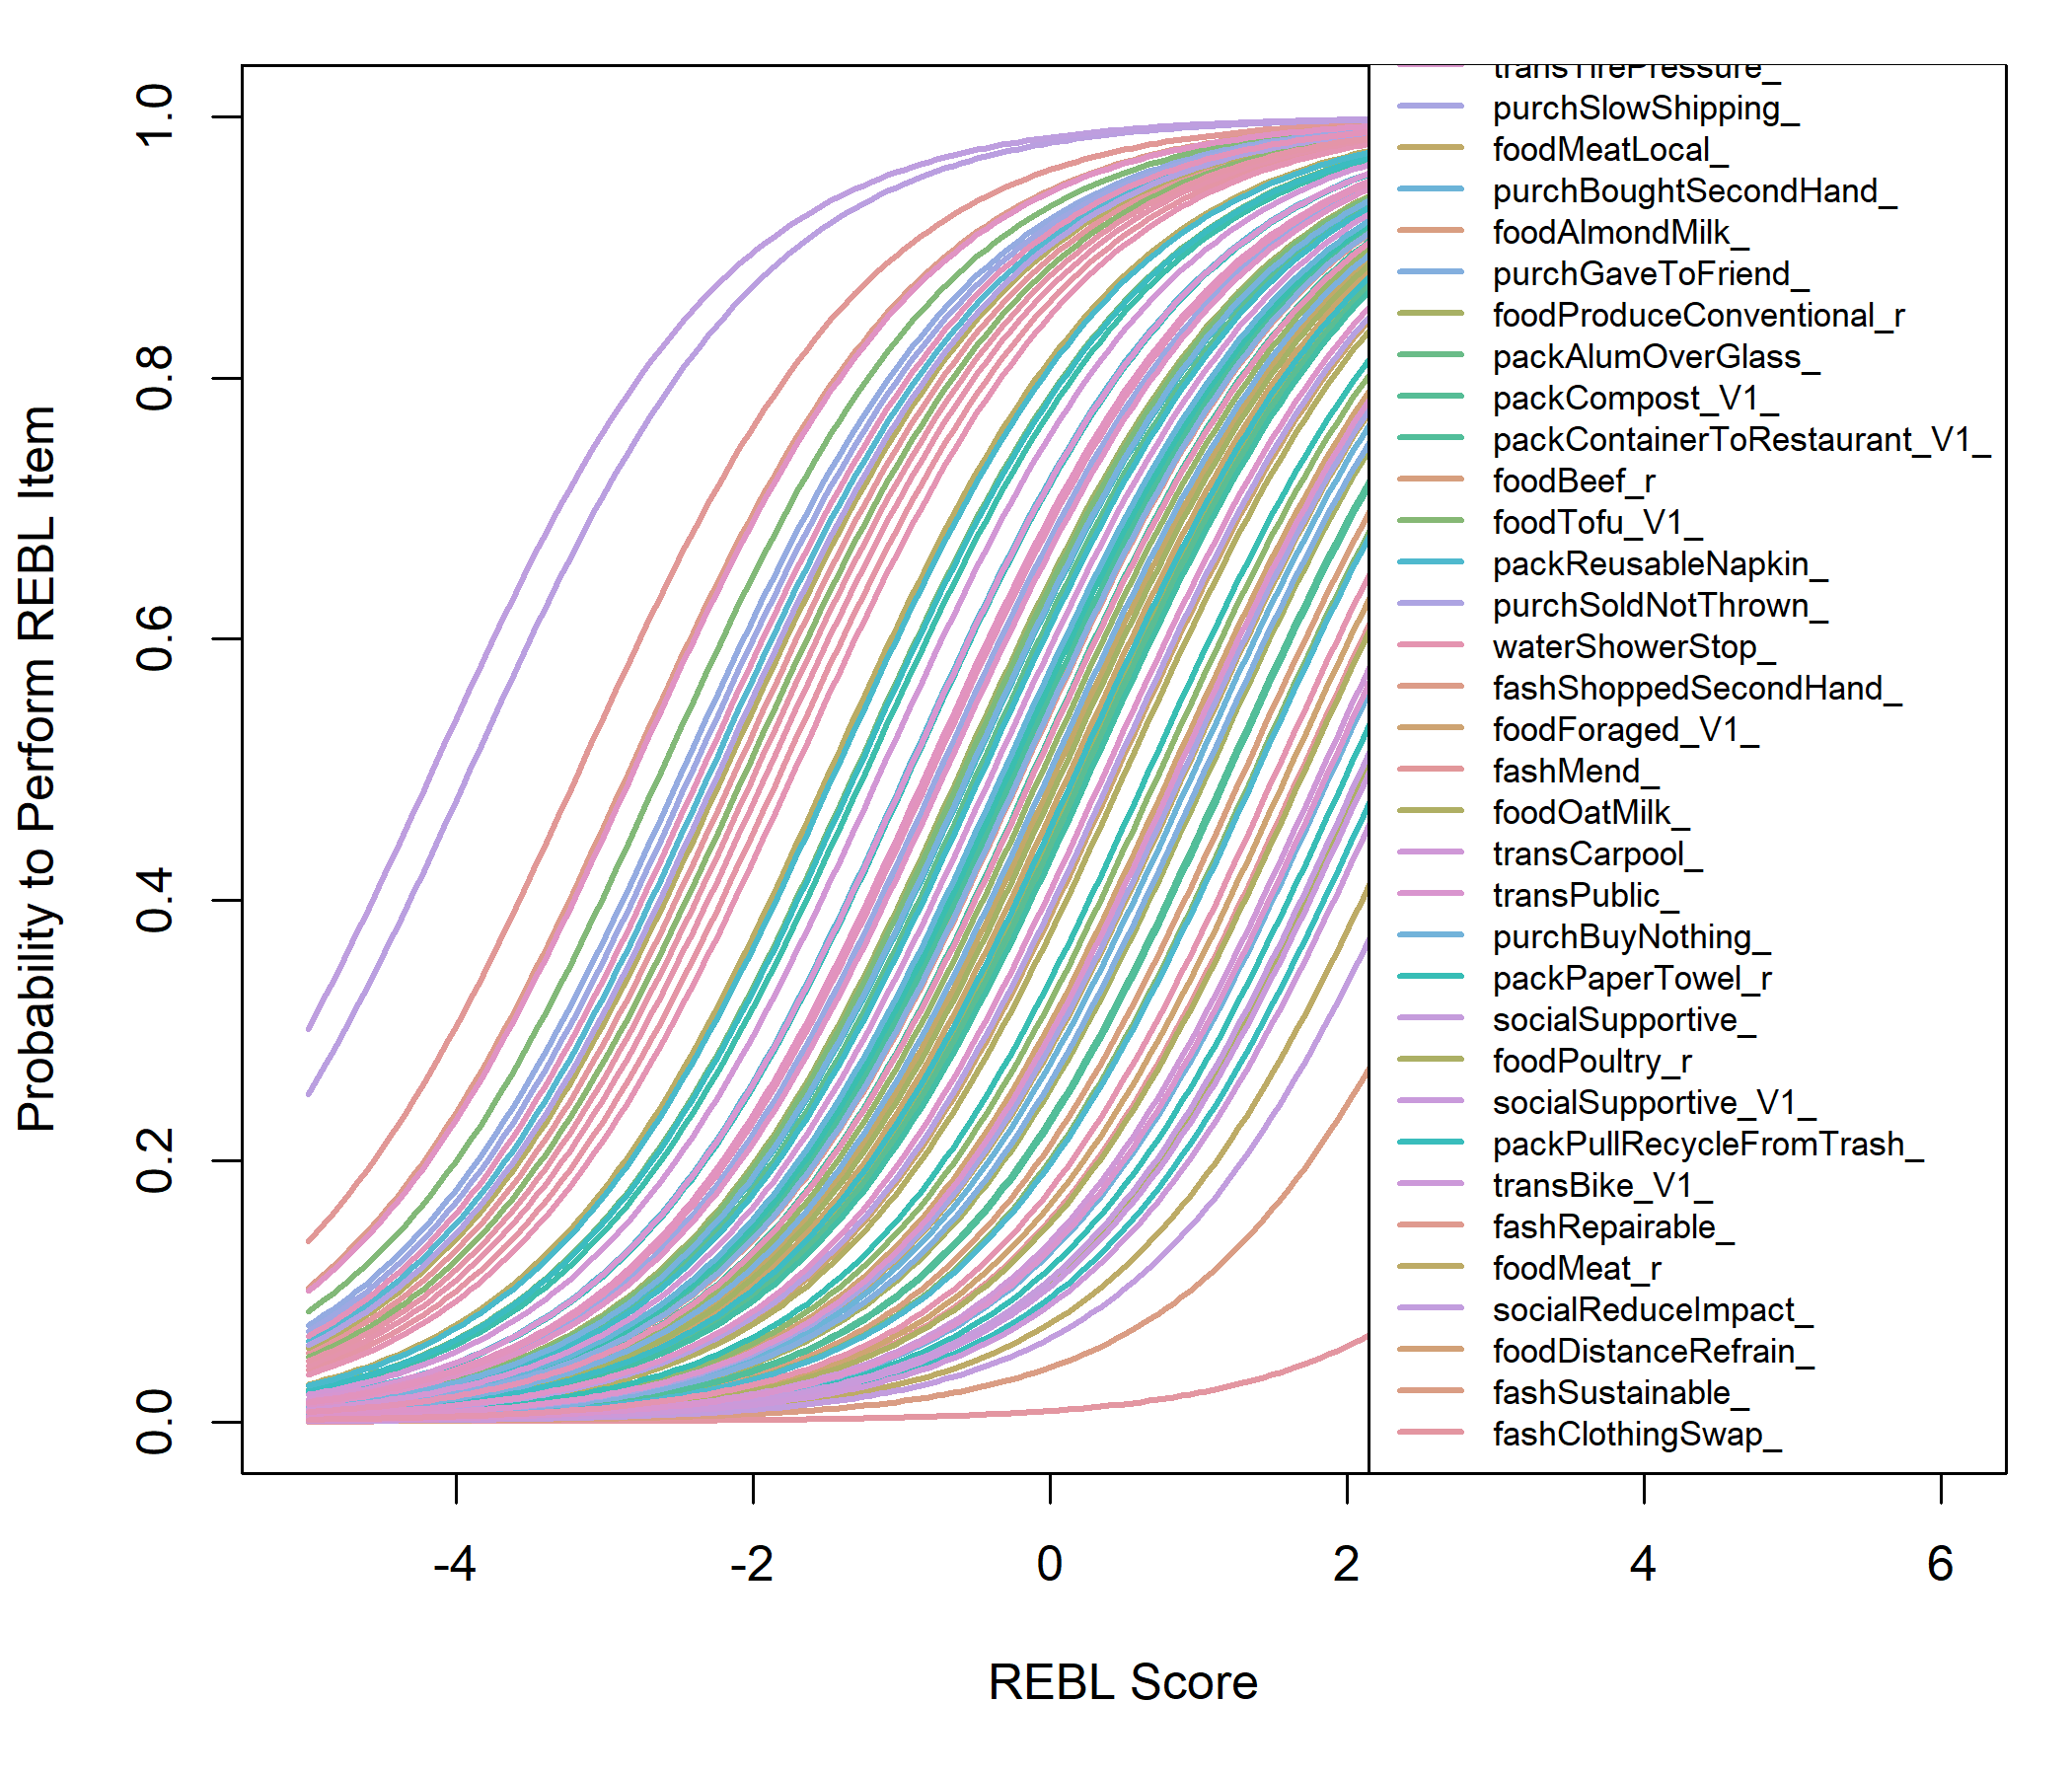 Probability to Perform REBL Item
1.0
0.8
0.6
0.4
0.2
0.0
-4 -2 0 2 4 6
REBL Score
transTirePressure_
purchSlowShipping_
foodMeatLocal_
purchBoughtSecondHand_
foodAlmondMilk_
purchGaveToFriend_
foodProduceConventional_r
packAlumOverGlass_
packCompost_V1_
packContainerToRestaurant_V1_
foodBeef_r
foodTofu_V1_
packReusableNapkin_
purchSoldNotThrown_
waterShowerStop_
fashShoppedSecondHand_
foodForaged_V1_
fashMend_
foodOatMilk_
transCarpool_
transPublic_
purchBuyNothing_
packPaperTowel_r
socialSupportive_
foodPoultry_r
socialSupportive_V1_
packPullRecycleFromTrash_
transBike_V1_
fashRepairable_
foodMeat_r
socialReduceImpact_
foodDistanceRefrain_
fashSustainable_
fashClothingSwap_